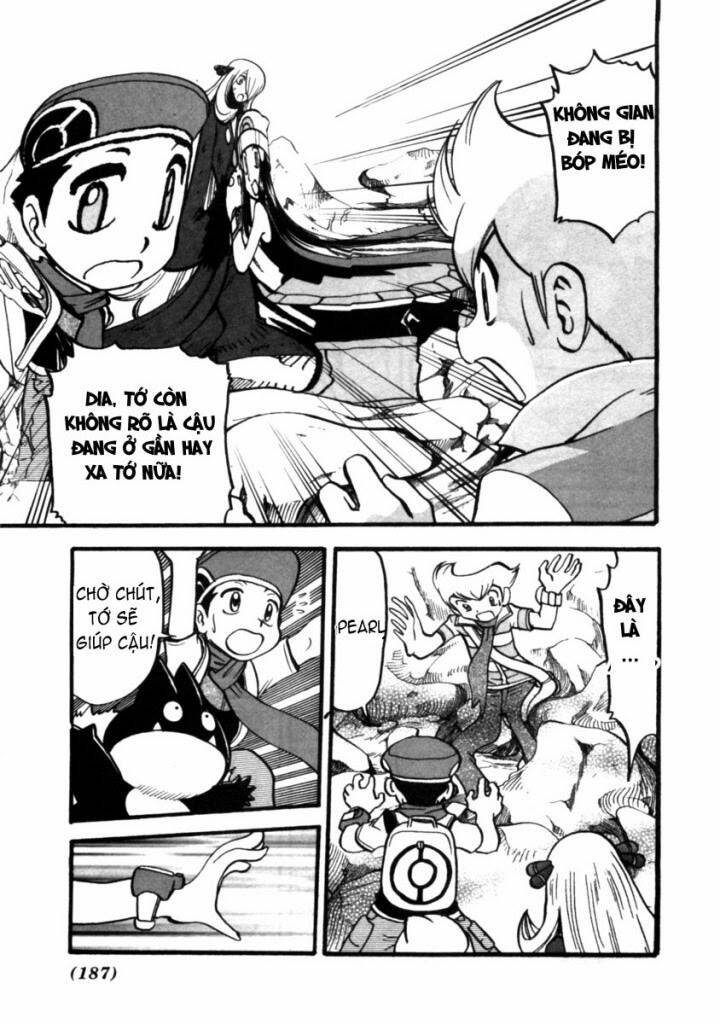 KHÔNG GIAN
ĐANG BỊ
BÓP MÉO!
DIA, TỚ CÒN
KHÔNG RÕ LÀ CẬU
ĐANG Ở GẦN HAY
XA TỚ NỮA!
ĐÂY
LÀ
...
PEARL
CHỜ CHÚT,
TỚ SẼ
GIÚP CẬU!
(187)